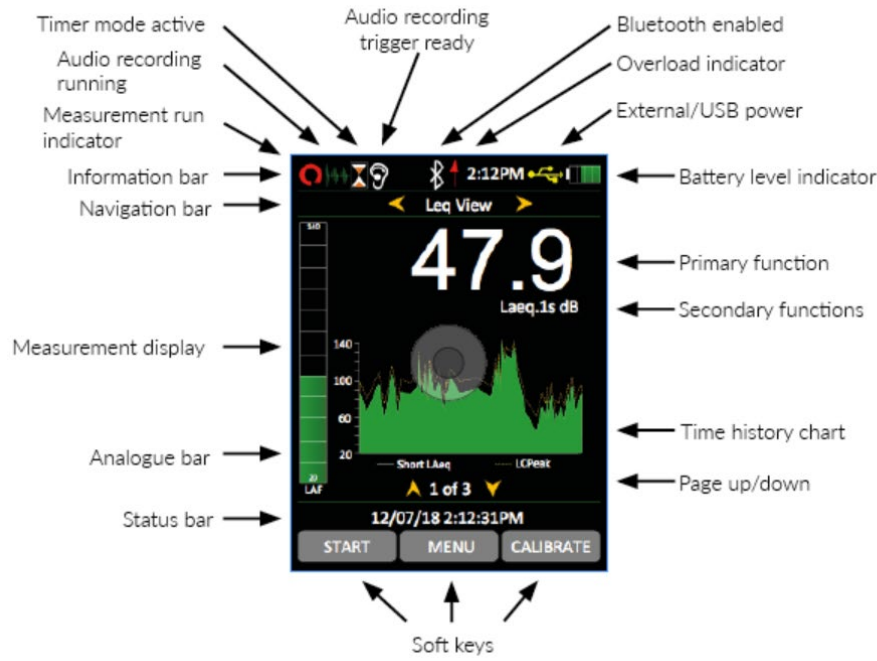 Timer mode active
Audio recording
trigger ready
Bluetooth enabled
Audio recording
running
Overload indicator
Measurement run
indicator
External/USB power
Information bar
2:12PM
Battery level indicator
Navigation bar
Leq View
47.9
Primary function
Laeq.1s dB
Secondary functions
Measurement display
140
100
60
20
Time history chart
Analogue bar
Short LAeq
LCPeak
20
LAF
1 of 3
Page up/down
Status bar
12/07/18 2:12:31PM
START
MENU
CALIBRATE
Soft keys